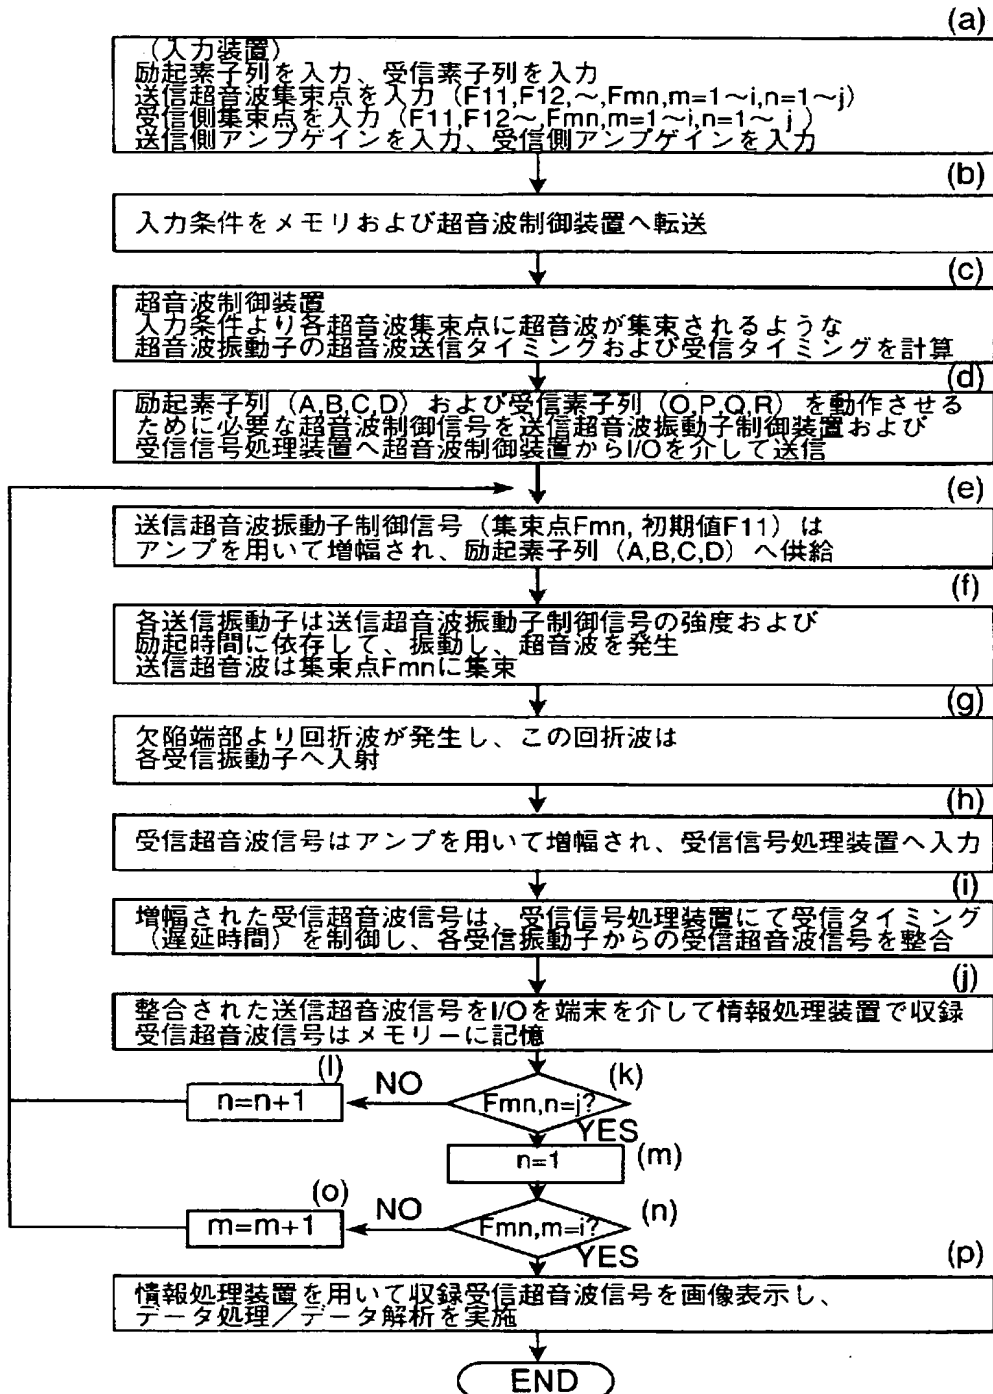 (a)
(入力装置)
励起素子列を入力、受信素子列を入力
送信超音波集束点を入力(F11,F12,～,Fmn,m=1～i,n=1～j)
受信側集束点を入力(F11,F12～,Fmn,m=1～i,n=1～j)
送信側アンプゲインを入力、受信側アンプゲインを入力
(b)
入力条件をメモリおよび超音波制御装置へ転送
(c)
超音波制御装置
入力条件より各超音波集束点に超音波が集束されるような
超音波振動子の超音波送信タイミングおよび受信タイミングを計算
(d)
励起素子列(A,B,C,D)および受信素子列(O,P,Q,R)を動作させる
ために必要な超音波制御信号を送信超音波振動子制御装置および
受信信号処理装置へ超音波制御装置からI/Oを介して送信
(e)
送信超音波振動子制御信号(集束点Fmn,初期値F11)は
アンプを用いて増幅され、励起素子列(A,B,C,D)へ供給
(f)
各送信振動子は送信超音波振動子制御信号の強度および
励起時間に依存して、振動し、超音波を発生
送信超音波は集束点Fmnに集束
(g)
欠陥端部より回折波が発生し、この回折波は
各受信振動子へ入射
(h)
受信超音波信号はアンプを用いて増幅され、受信信号処理装置へ入力
(i)
増幅された受信超音波信号は、受信信号処理装置にて受信タイミング
(遅延時間)を制御し、各受信振動子からの受信超音波信号を整合
(j)
整合された送信超音波信号をI/Oを端末を介して情報処理装置で収録
受信超音波信号はメモリーに記憶
(l) NO (k)
n=n+1 Fmn,n=j?
YES
n=1 (m)
(o) NO (n)
m=m+1 Fmn,m=i?
YES (p)
情報処理装置を用いて収録受信超音波信号を画像表示し、
データ処理／データ解析を実施
END